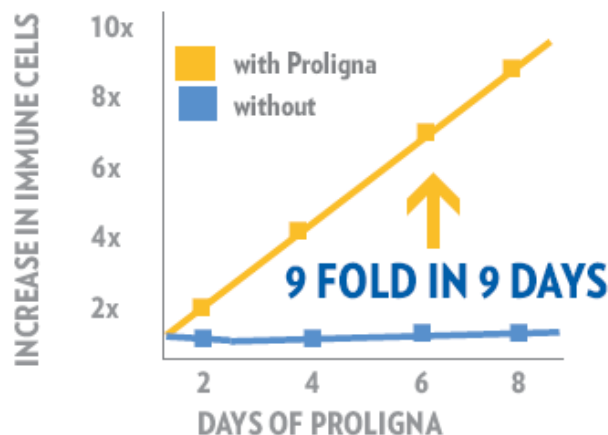 INCREASE IN IMMUNE CELLS
10x
8x
6x
4x
2x
with Proligna
without
9 FOLD IN 9 DAYS
2 4 6 8
DAYS OF PROLIGNA